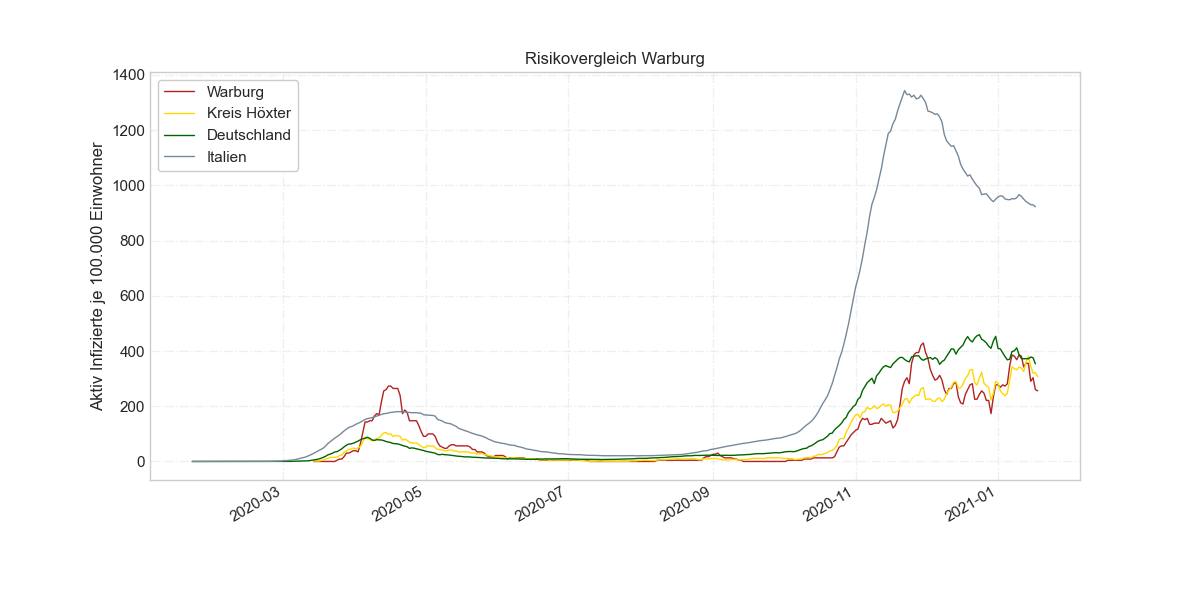 Risikovergleich Warburg
Aktiv Infizierte je 100.000 Einwohner
1400
1200
1000
800
600
400
200
0
Warburg
Kreis Höxter
Deutschland
Italien
2020-03
2020-05
2020-07
2020-09
2020-11
2021-01